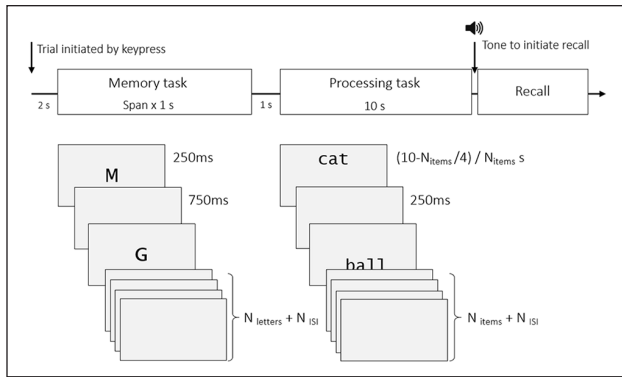 Trial initiated by keypress
Tone to initiate recall
Memory task
Span x 1 s
Processing task
10 s
Recall
2 s
1 s
M
250ms
750ms
G
N letters + N ISI
cat
(10-Nitems/4) / Nitems s
250ms
ball
N items + N ISI